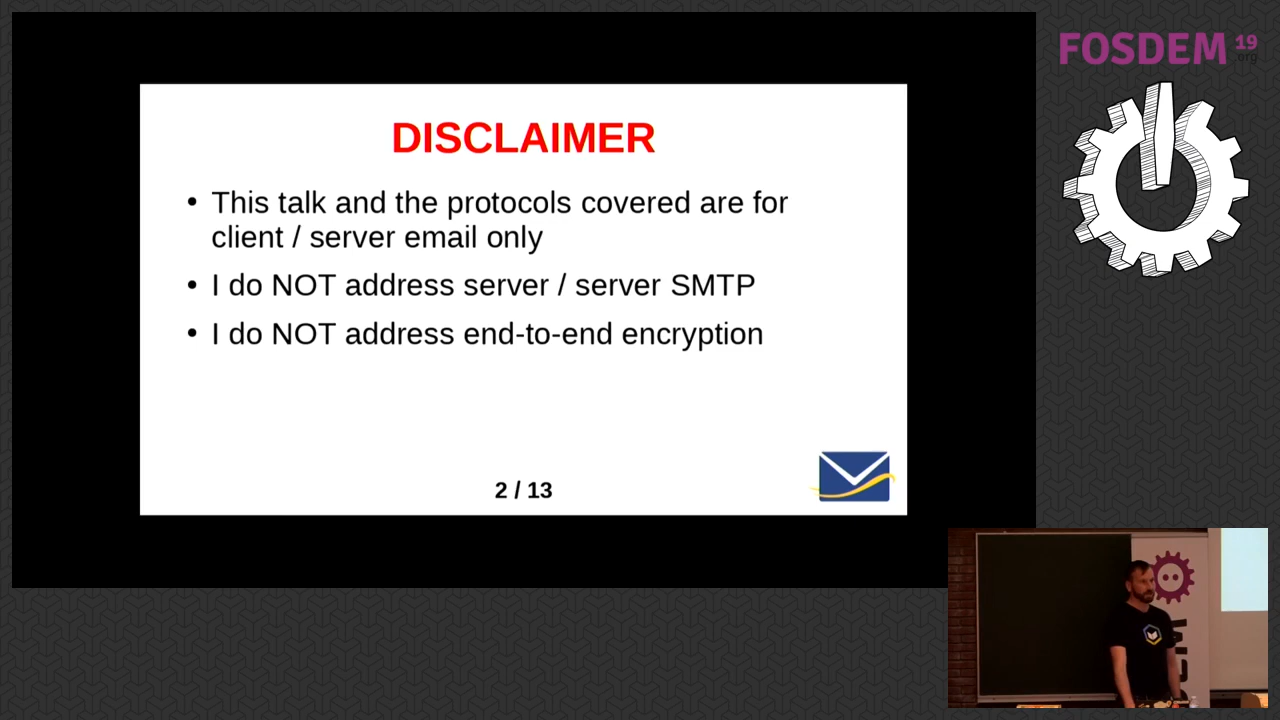 FOSDEM 19
.org
DISCLAIMER
• This talk and the protocols covered are for
client / server email only
• I do NOT address server / server SMTP
• I do NOT address end-to-end encryption
2 / 13